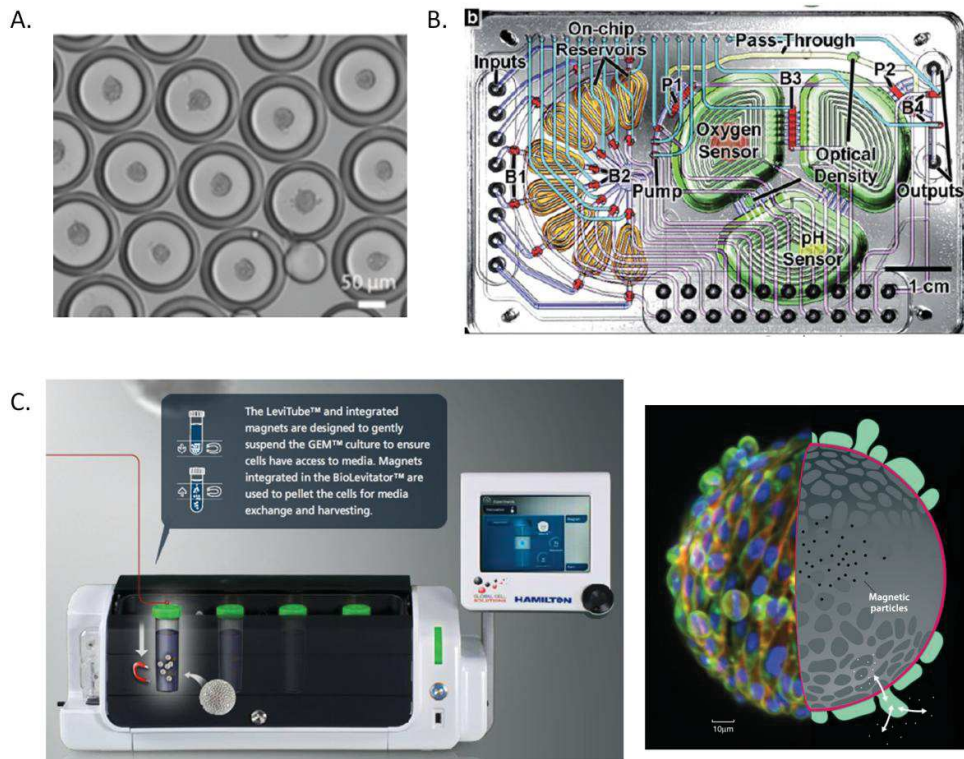 A.
50 µm
B.
b
On-chip
Reservoirs
Pass-Through
Inputs
P1
B3
P2
B4
Oxygen
Sensor
B1
B2
Optical
Density
Pump
Outputs
pH
Sensor
1 cm
C.
The LeviTube™ and integrated
magnets are designed to gently
suspend the GEM™ culture to ensure
cells have access to media. Magnets
integrated in the BioLevitator™ are
used to pellet the cells for media
exchange and harvesting.
GLOBAL CELL
SOLUTIONS
HAMILTON
Magnetic
particles
10µm